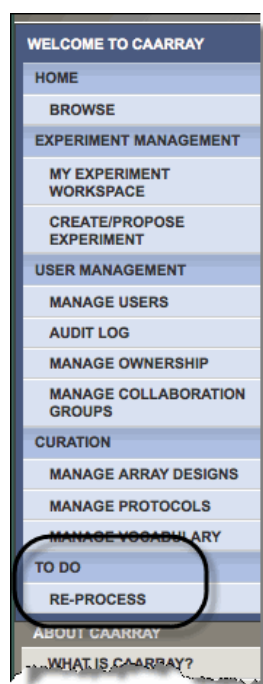 WELCOME TO CAARRAY
HOME
BROWSE
EXPERIMENT MANAGEMENT
MY EXPERIMENT
WORKSPACE
CREATE/PROPOSE
EXPERIMENT
USER MANAGEMENT
MANAGE USERS
AUDIT LOG
MANAGE OWNERSHIP
MANAGE COLLABORATION
GROUPS
CURATION
MANAGE ARRAY DESIGNS
MANAGE PROTOCOLS
MANAGE VOCABULARY
TO DO
RE-PROCESS
ABOUT CAARRAY
WHAT IS CAARRAY?